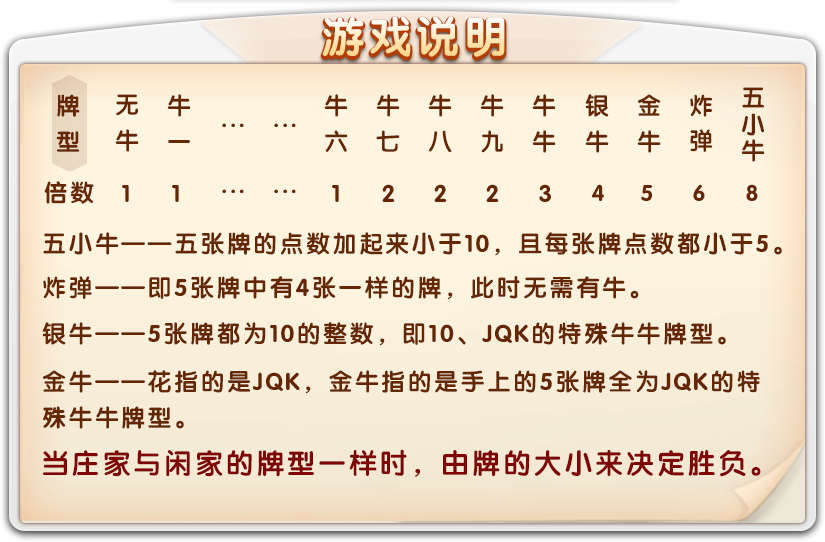 游戏说明
牌型 无牛 牛一 … … 牛六 牛七 牛八 牛九 牛牛 银牛 金牛 炸弹 五小牛
倍数 1 1 … … 1 2 2 2 3 4 5 6 8
五小牛——五张牌的点数加起来小于10，且每张牌点数都小于5。
炸弹——即5张牌中有4张一样的牌，此时无需有牛。
银牛——5张牌都为10的整数，即10、JQK的特殊牛牛牌型。
金牛——花指的是JQK，金牛指的是手上的5张牌全为JQK的特
殊牛牛牌型。
当庄家与闲家的牌型一样时，由牌的大小来决定胜负。